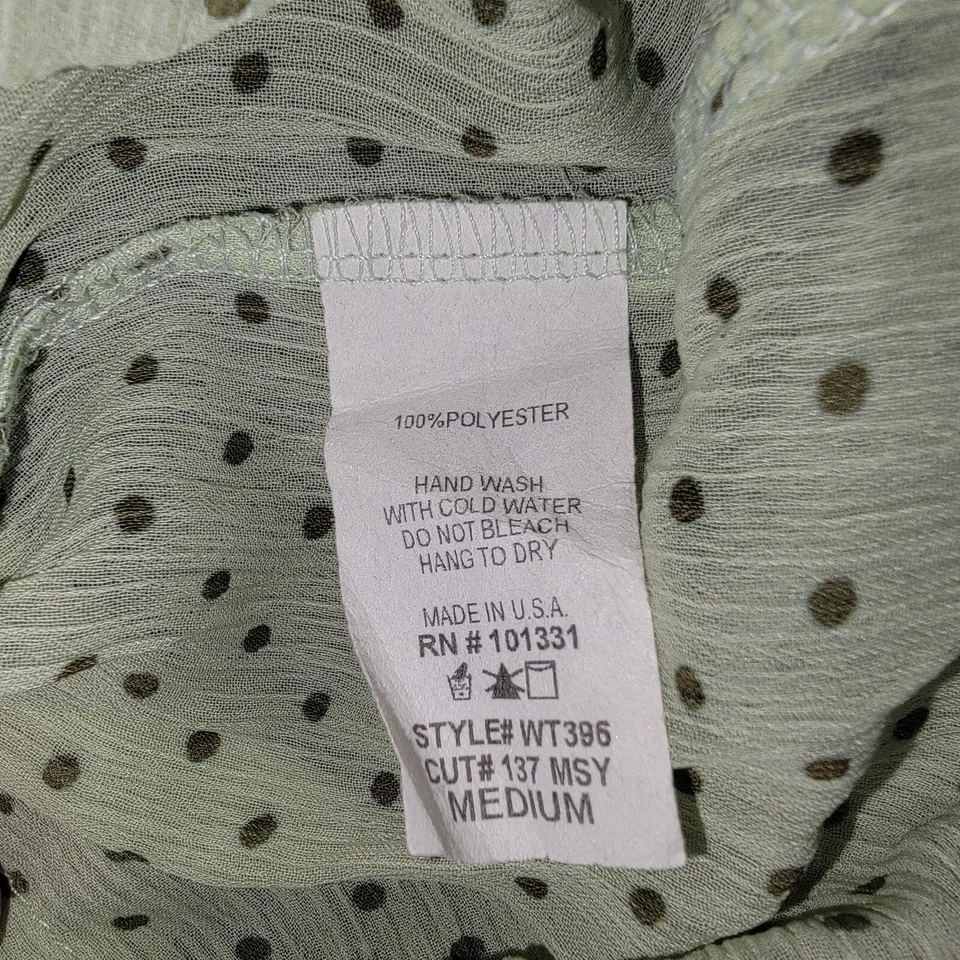 100%POLYESTER
HAND WASH
WITH COLD WATER
DO NOT BLEACH
HANG TO DRY
MADE IN U.S.A.
RN # 101331
STYLE# WT396
CUT# 137 MSY
MEDIUM